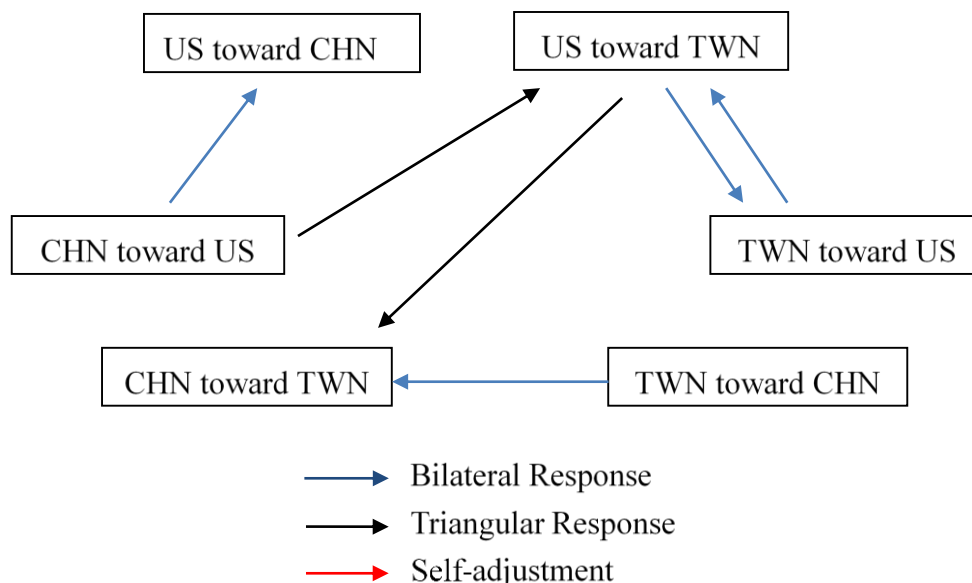 US toward CHN
US toward TWN
CHN toward US
TWN toward US
CHN toward TWN
TWN toward CHN
Bilateral Response
Triangular Response
Self-adjustment